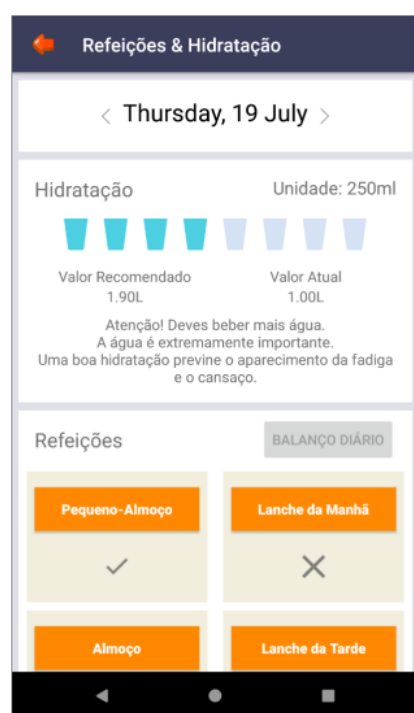 Refeições & Hidratação
Thursday, 19 July
Hidratação Unidade: 250ml
Valor Recomendado Valor Atual
1.90L 1.00L
Atenção! Deves beber mais água.
A água é extremamente importante.
Uma boa hidratação previne o aparecimento da fadiga
e o cansaço.
Refeições BALANÇO DIÁRIO
Pequeno-Almoço Lanche da Manhã
Almoço Lanche da Tarde